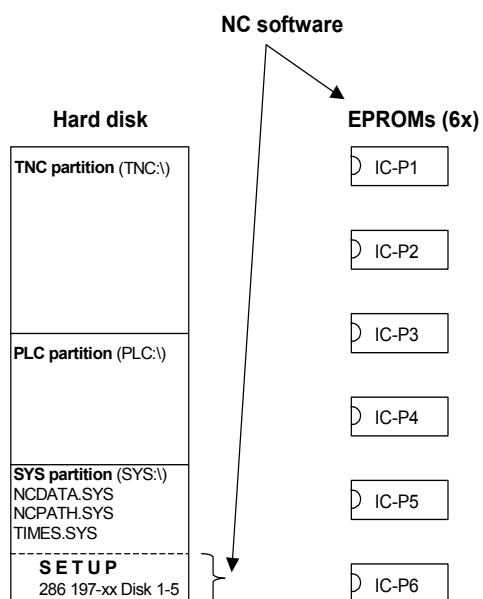 NC software
Hard disk
EPROMs (6x)
TNC partition (TNC:\)
IC-P1
IC-P2
IC-P3
PLC partition (PLC:\)
IC-P4
SYS partition (SYS:\)
NCDATA.SYS
NCPATH.SYS
TIMES.SYS
IC-P5
SETUP
286 197-xx Disk 1-5
IC-P6